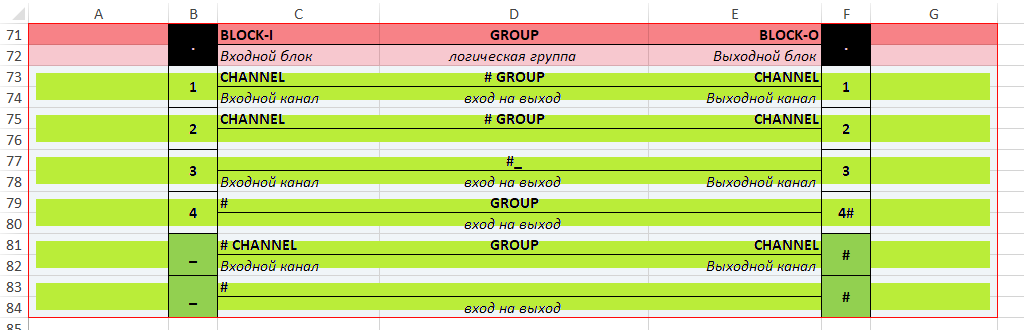 A B C D E F G
71 BLOCK-I GROUP BLOCK-O
. .
72 Входной блок логическая группа Выходной блок
73 CHANNEL # GROUP CHANNEL
1 1
74 Входной канал вход на выход Выходной канал
75 CHANNEL # GROUP CHANNEL
2 2
76
77 #_
3 3
78 Входной канал вход на выход Выходной канал
79 # GROUP
4 4#
80 вход на выход
81 # CHANNEL GROUP CHANNEL
_ #
82 Входной канал вход на выход Выходной канал
83 #
_ #
84 вход на выход
85